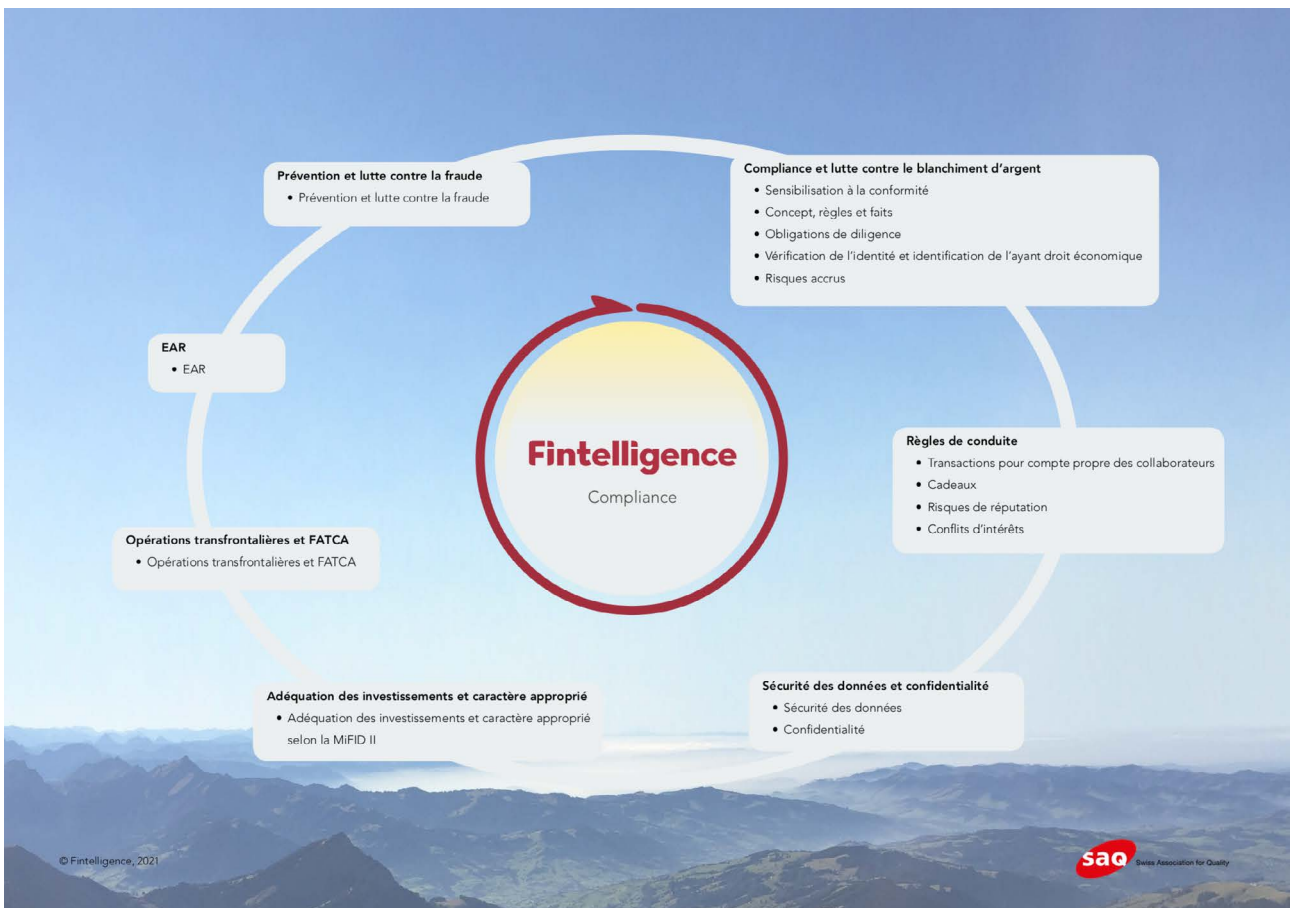 Prévention et lutte contre la fraude
• Prévention et lutte contre la fraude
Compliance et lutte contre le blanchiment d’argent
• Sensibilisation à la conformité
• Concept, règles et faits
• Obligations de diligence
• Vérification de l’identité et identification de l’ayant droit économique
• Risques accrus
EAR
• EAR
Fintelligence
Compliance
Règles de conduite
• Transactions pour compte propre des collaborateurs
• Cadeaux
• Risques de réputation
• Conflits d’intérêts
Opérations transfrontalières et FATCA
• Opérations transfrontalières et FATCA
Adéquation des investissements et caractère approprié
• Adéquation des investissements et caractère approprié
selon la MiFID II
Sécurité des données et confidentialité
• Sécurité des données
• Confidentialité
© Fintelligence, 2021
saq
Swiss Association for Quality